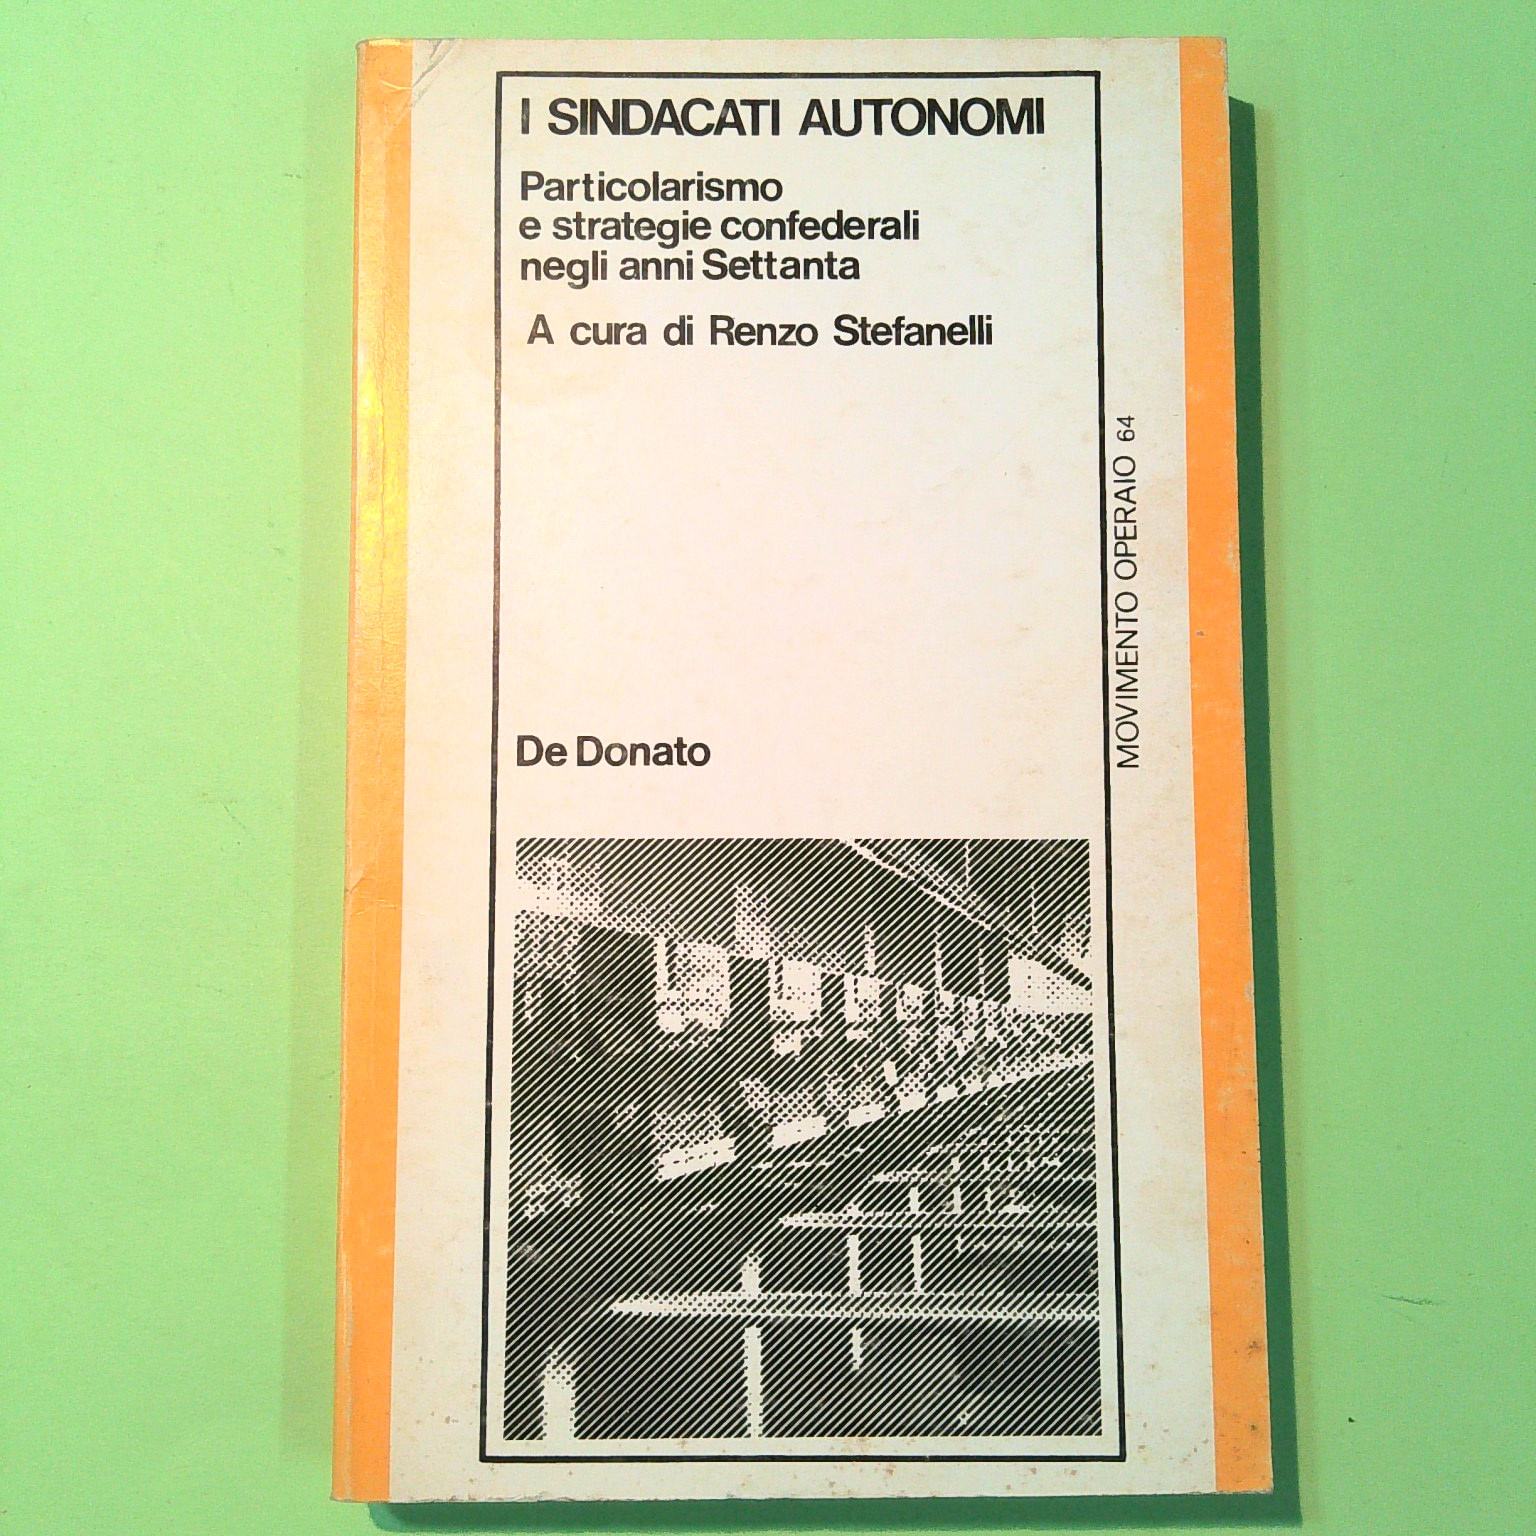 I SINDACATI AUTONOMI
Particolarismo
e strategie confederali
negli anni Settanta
A cura di Renzo Stefanelli
MOVIMENTO OPERAIO 64
De Donato